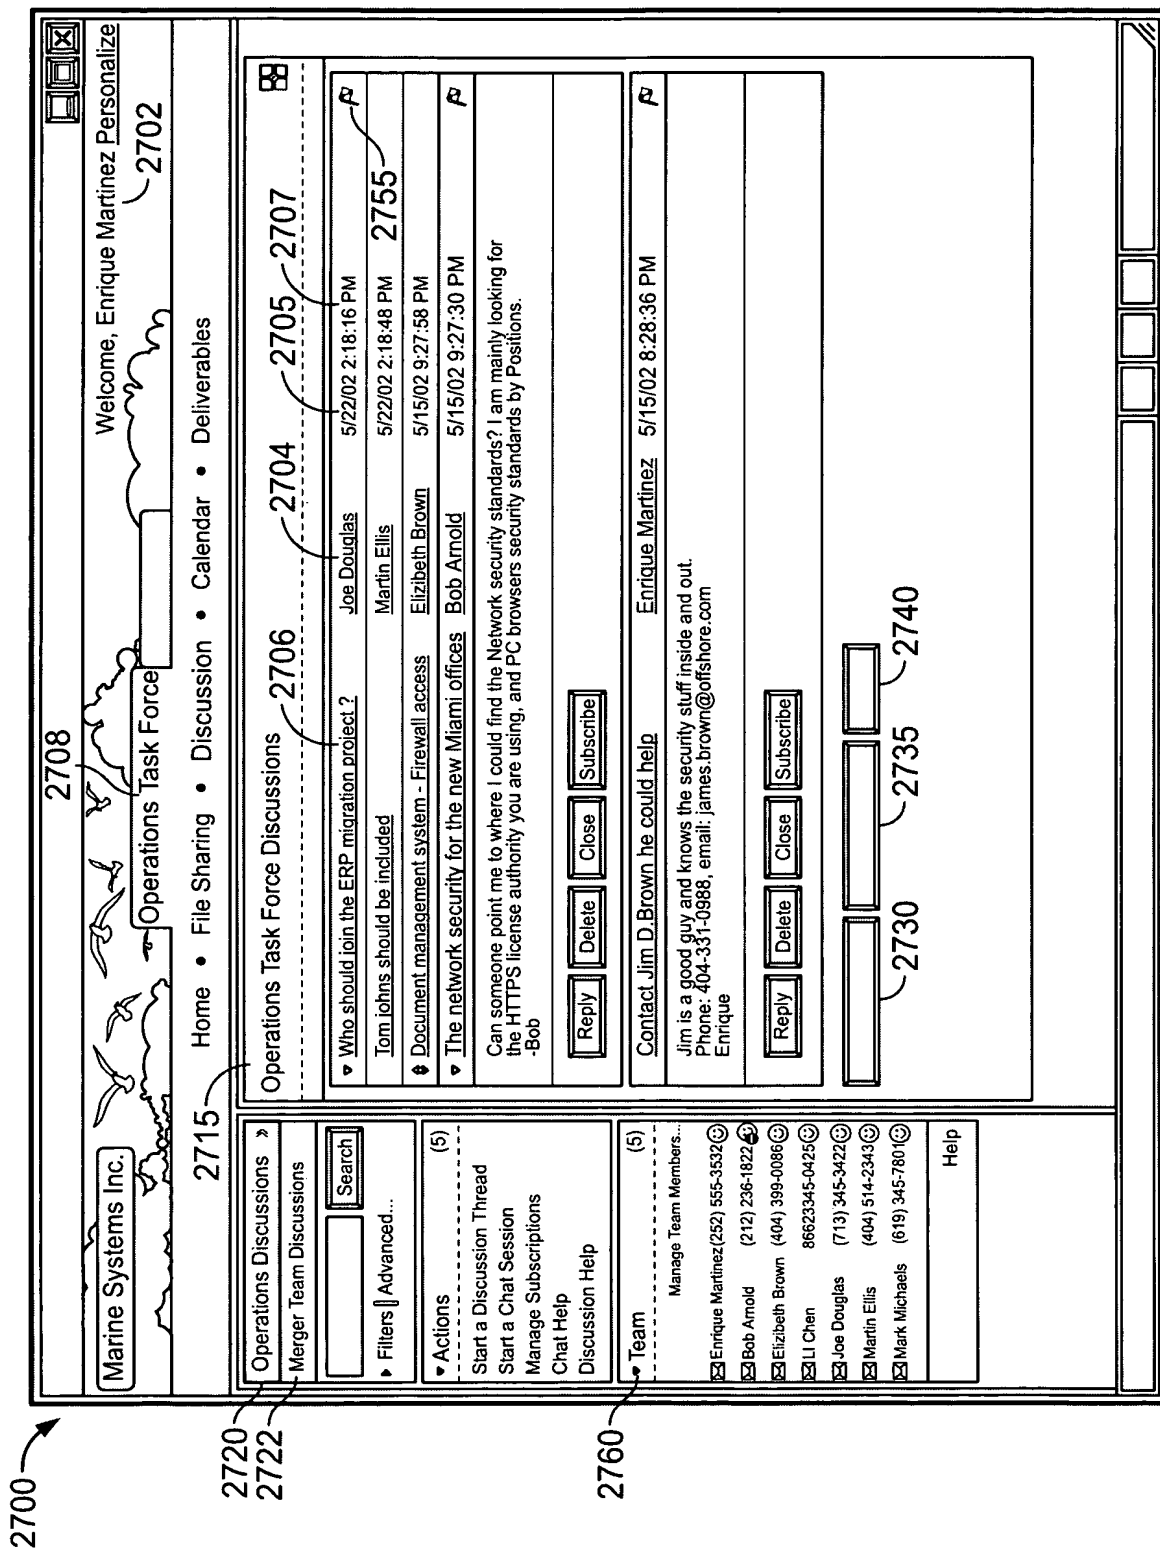 2700
2708
Marine Systems Inc.
Operations Task Force
Welcome, Enrique Martinez Personalize
2702
Home • File Sharing • Discussion • Calendar • Deliverables
2715
2720
2722
Operations Discussions »
Merger Team Discussions
Search
Filters Advanced...
Actions (5)
Start a Discussion Thread
Start a Chat Session
Manage Subscriptions
Chat Help
Discussion Help
2760
Team (5)
Manage Team Members...
Enrique Martinez (252) 555-3532
Bob Arnold (212) 236-1822
Elizibeth Brown (404) 399-0086
LI Chen 86623345-0425
Joe Douglas (713) 345-3422
Martin Ellis (404) 514-2343
Mark Michaels (619) 345-7801
Help
Operations Task Force Discussions
2706
2704
2705
2707
Who should join the ERP migration project ? Joe Douglas 5/22/02 2:18:16 PM
2755
Tom johns should be included Martin Ellis 5/22/02 2:18:48 PM
Document management system - Firewall access Elizibeth Brown 5/15/02 9:27:58 PM
The network security for the new Miami offices Bob Arnold 5/15/02 9:27:30 PM
Can someone point me to where I could find the Network security standards? I am mainly looking for
the HTTPS license authority you are using, and PC browsers security standards by Positions.
-Bob
Reply Delete Close Subscribe
Contact Jim D.Brown he could help Enrique Martinez 5/15/02 8:28:36 PM
Jim is a good guy and knows the security stuff inside and out.
Phone: 404-331-0988, email: james.brown@offshore.com
Enrique
Reply Delete Close Subscribe
2730
2735
2740